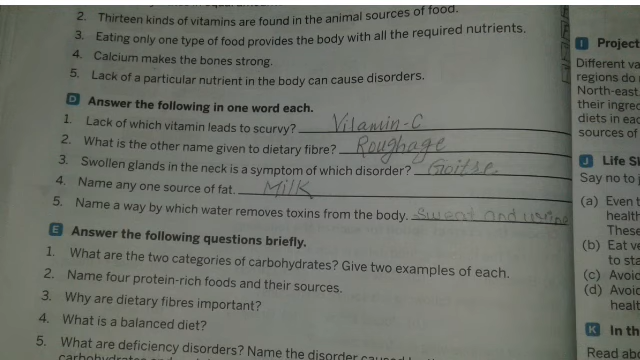 2. Thirteen kinds of vitamins are found in the animal sources of food.
3. Eating only one type of food provides the body with all the required nutrients.
4. Calcium makes the bones strong.
5. Lack of a particular nutrient in the body can cause disorders.
D Answer the following in one word each.
1. Lack of which vitamin leads to scurvy? Vitamin-C
2. What is the other name given to dietary fibre? Roughage
3. Swollen glands in the neck is a symptom of which disorder?
4. Name any one source of fat. Milk
5. Name a way by which water removes toxins from the body. Sweat and urine
E Answer the following questions briefly.
1. What are the two categories of carbohydrates? Give two examples of each.
2. Name four protein-rich foods and their sources.
3. Why are dietary fibres important?
4. What is a balanced diet?
5. What are deficiency disorders? Name the disorder
I Project
Different va
regions do
North-east
their ingred
diets in eac
sources of
J Life Sk
Say no to j
(a) Even t
health
These
(b) Eat ve
to sta
(c) Avoid
(d) Avoid
healt
K In th
Read abo